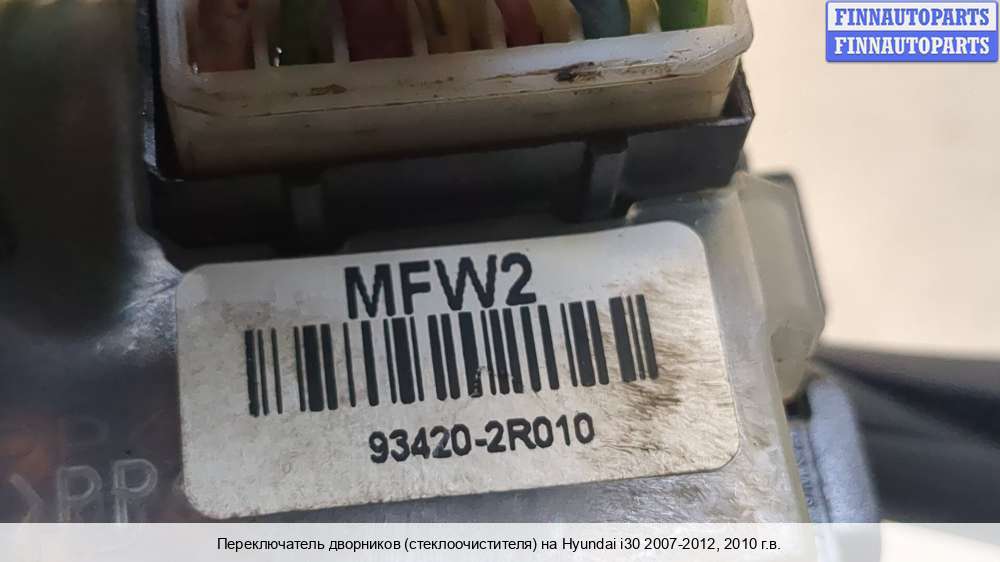 FINNAUTOPARTS
FINNAUTOPARTS
MFW2
93420-2R010
Переключатель дворников (стеклоочистителя) на Hyundai i30 2007-2012, 2010 г.в.